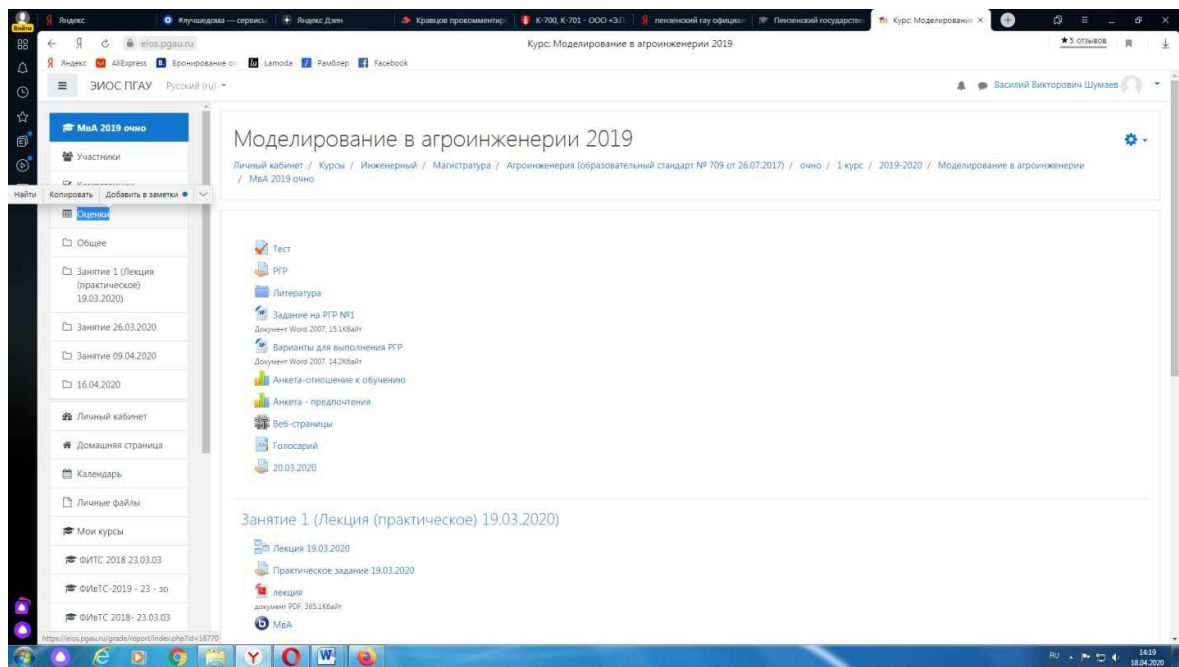 Войти
Яндекс
#лучшедома — сервисы
Яндекс Дзен
Кравцов прокомментиро
К-700, К-701 - ООО «ЭЛ
пензенский гау официал
Пензенский государстве
Курс: Моделирование
eios.pgau.ru
Курс: Моделирование в агроинженерии 2019
★ 5 отзывов
Яндекс
AliExpress
Бронирование от
Lamoda
Рамблер
Facebook
ЭИОС ПГАУ
Русский (ru)
Василий Викторович Шумаев
МвА 2019 очно
Участники
Найти Копировать Добавить в заметки
Оценки
Общее
Занятие 1 (Лекция
(практическое)
19.03.2020)
Занятие 26.03.2020
Занятие 09.04.2020
16.04.2020
Личный кабинет
Домашняя страница
Календарь
Личные файлы
Мои курсы
ФИТС 2018 23.03.03
ФИвТС-2019 - 23 - зо
ФИвТС 2018- 23.03.03
https://eios.pgau.ru/grade/report/index.php?id=18770
Моделирование в агроинженерии 2019
Личный кабинет / Курсы / Инженерный / Магистратура / Агроинженерия (образовательный стандарт № 709 от 26.07.2017) / очно / 1 курс / 2019-2020 / Моделирование в агроинженерии
/ МвА 2019 очно
Тест
РГР
Литература
Задание на РГР №1
Документ Word 2007, 15.1Кбайт
Варианты для выполнения РГР
Документ Word 2007, 14.2Кбайт
Анкета-отношение к обучению
Анкета - предпочтения
Веб-страницы
Голосарий
20.03.2020
Занятие 1 (Лекция (практическое) 19.03.2020)
Лекция 19.03.2020
Практическое задание 19.03.2020
лекция
документ PDF, 365.1Кбайт
МвА
RU
14:19
18.04.2020